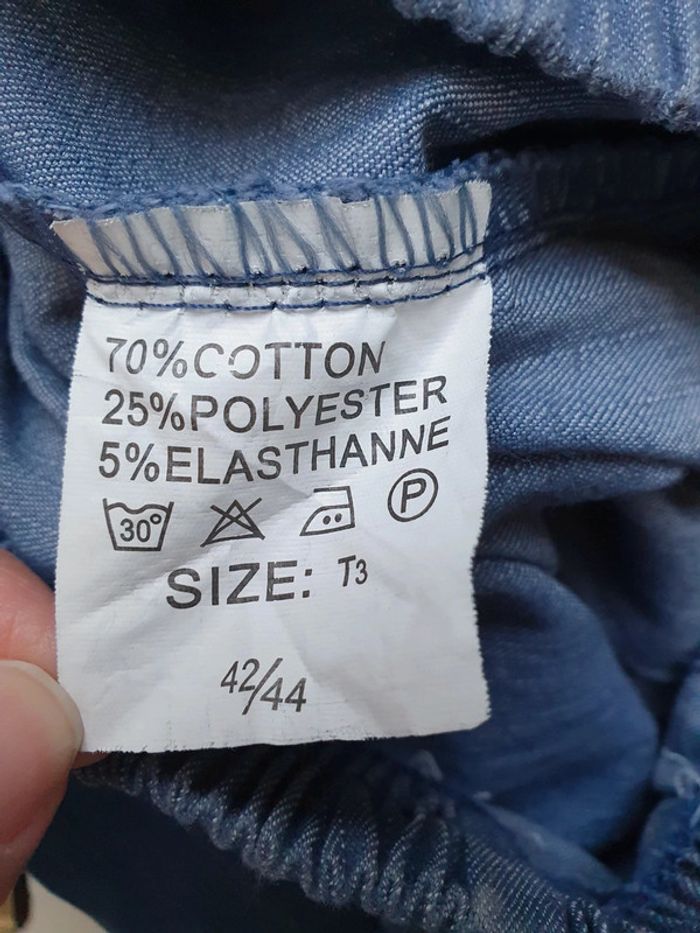 70%COTTON
25%POLYESTER
5%ELASTHANNE
30° P
SIZE: T3
42/44